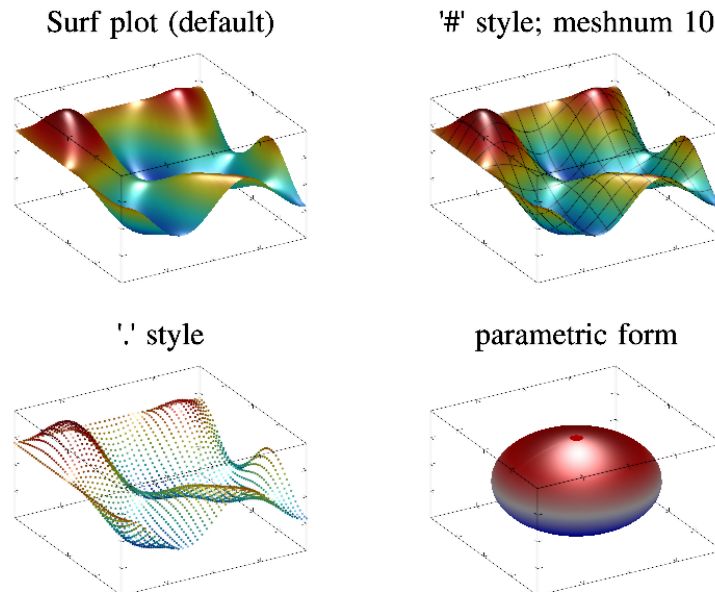 Surf plot (default)
'#' style; meshnum 10
'.' style
parametric form